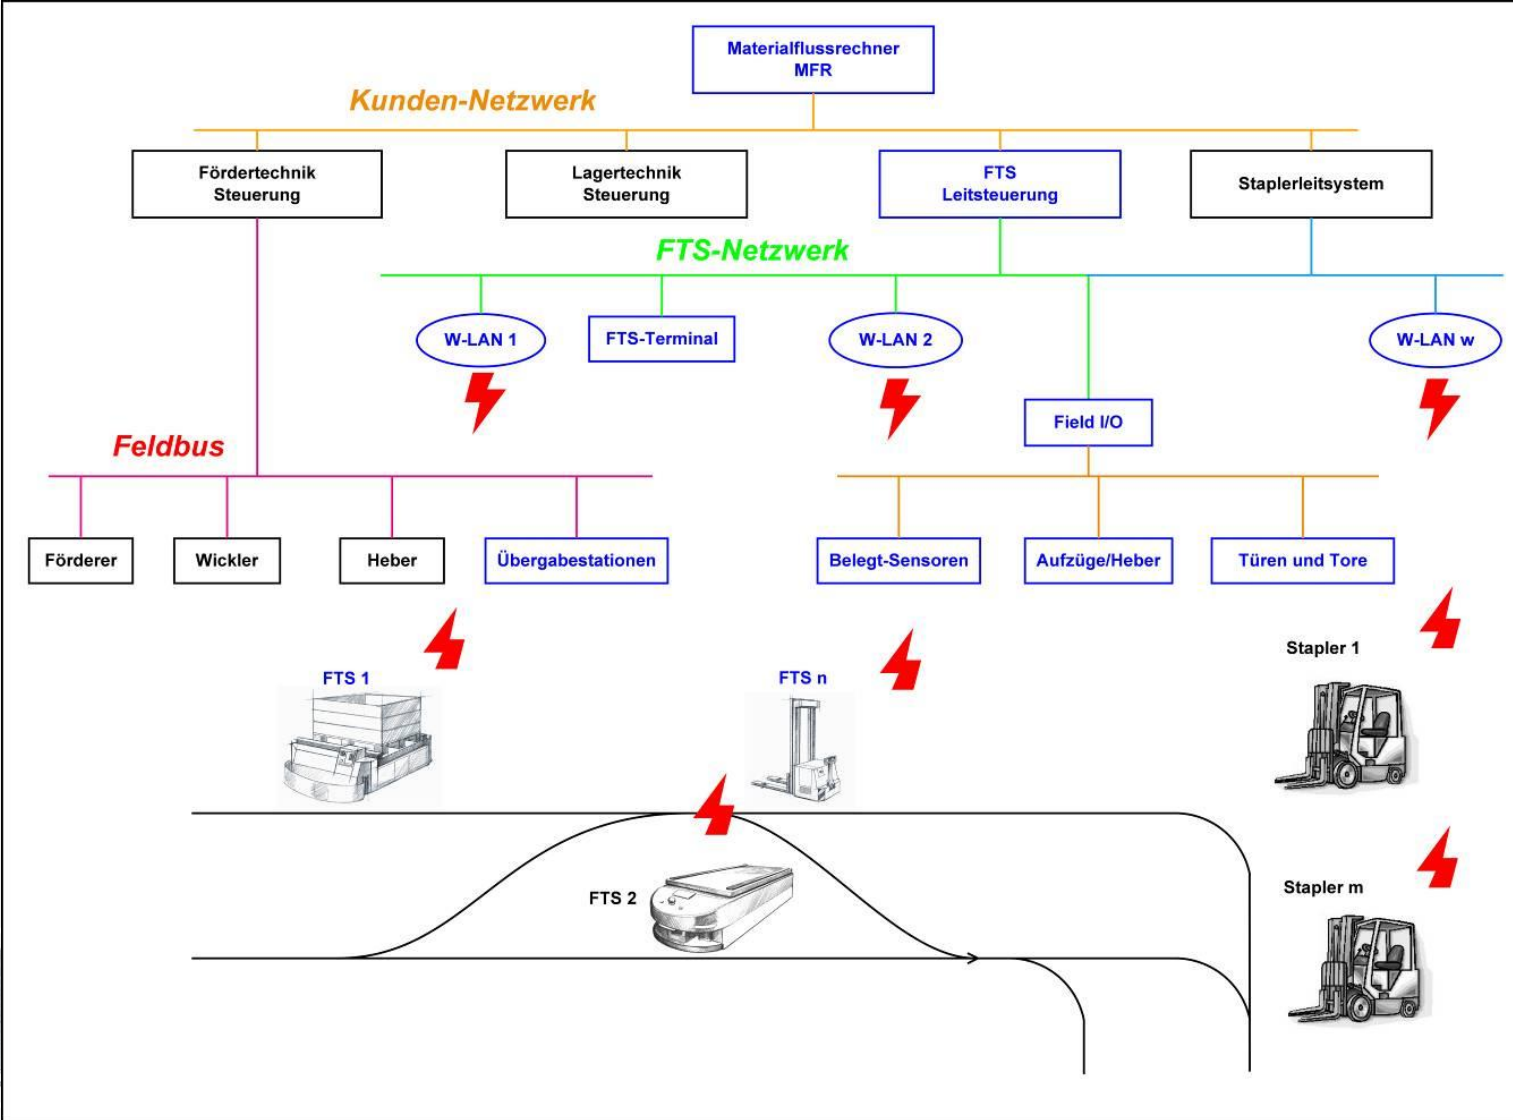 Materialflussrechner
MFR
Kunden-Netzwerk
Fördertechnik
Steuerung
Lagertechnik
Steuerung
FTS
Leitsteuerung
Staplerleitsystem
FTS-Netzwerk
W-LAN 1
FTS-Terminal
W-LAN 2
W-LAN w
Field I/O
Feldbus
Förderer
Wickler
Heber
Übergabestationen
Belegt-Sensoren
Aufzüge/Heber
Türen und Tore
FTS 1
FTS n
Stapler 1
FTS 2
Stapler m